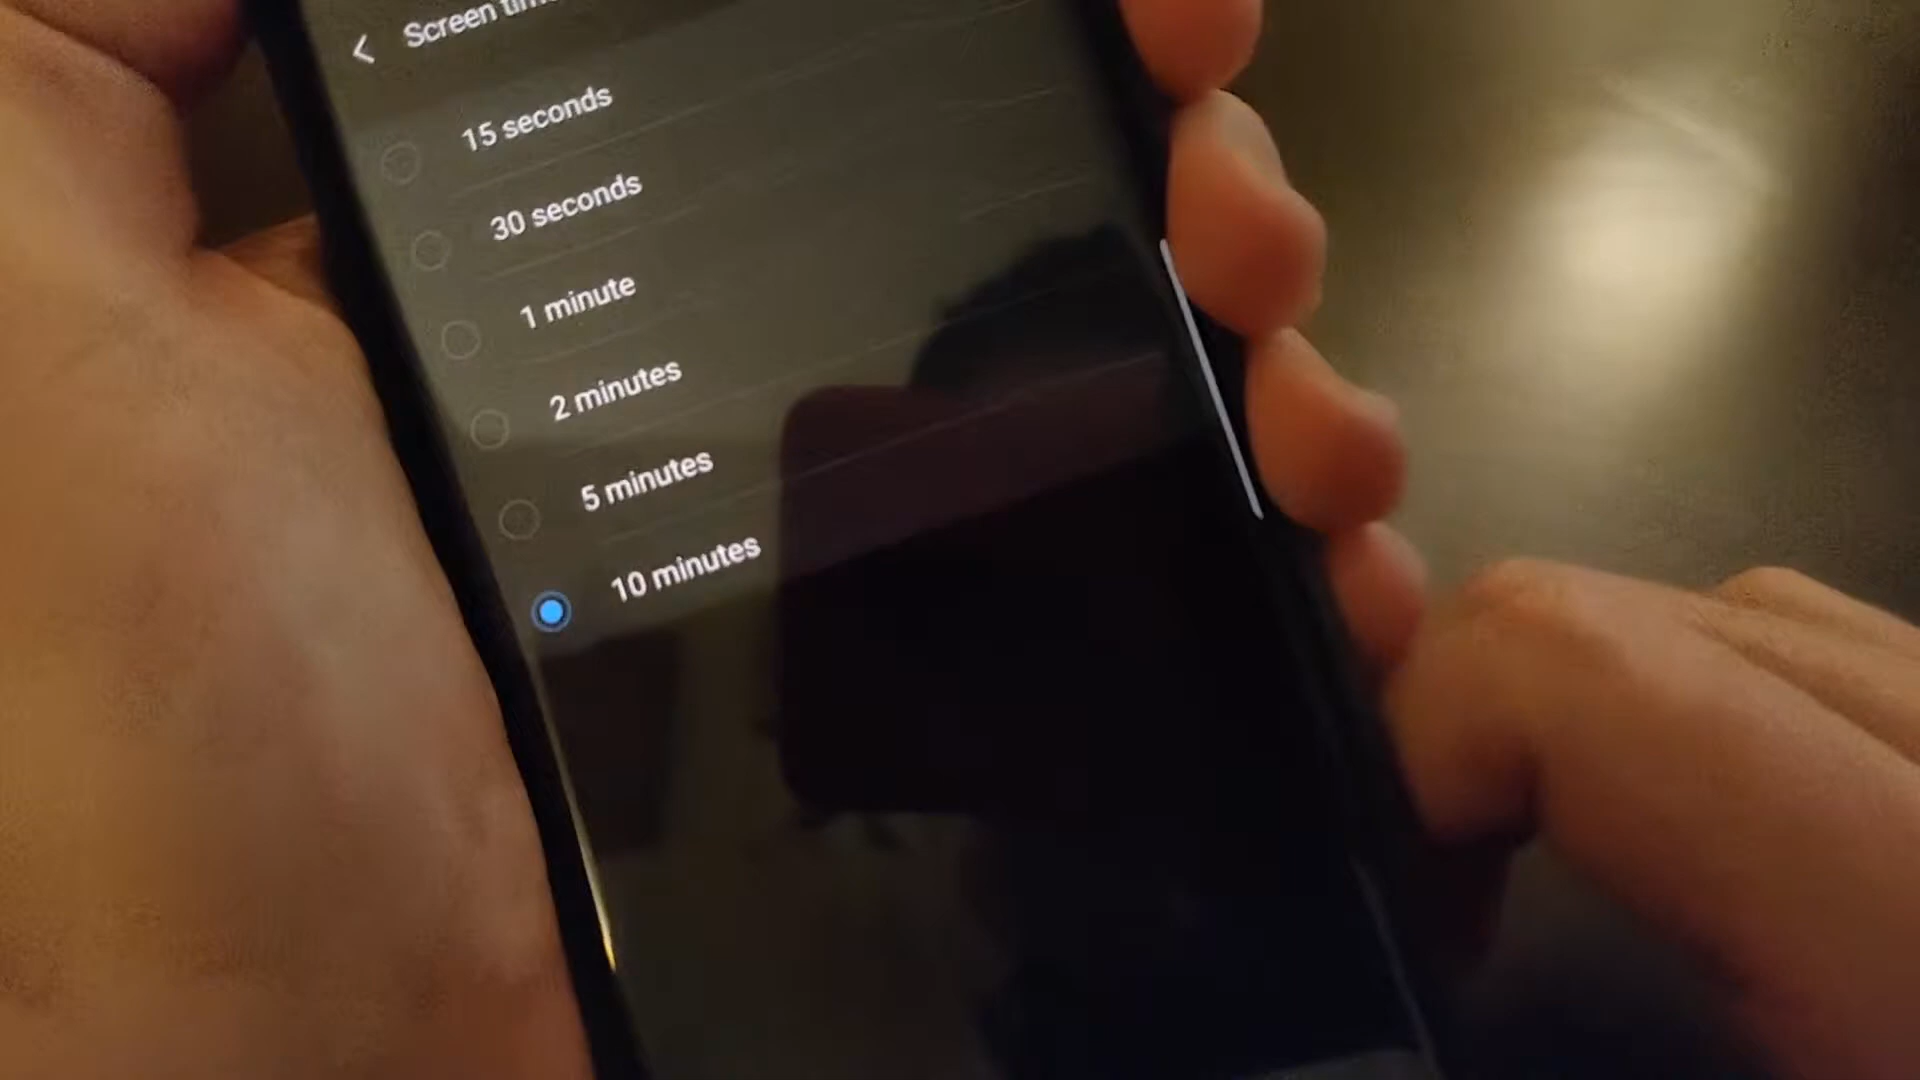 Screen
15 seconds
30 seconds
1 minute
2 minutes
5 minutes
10 minutes